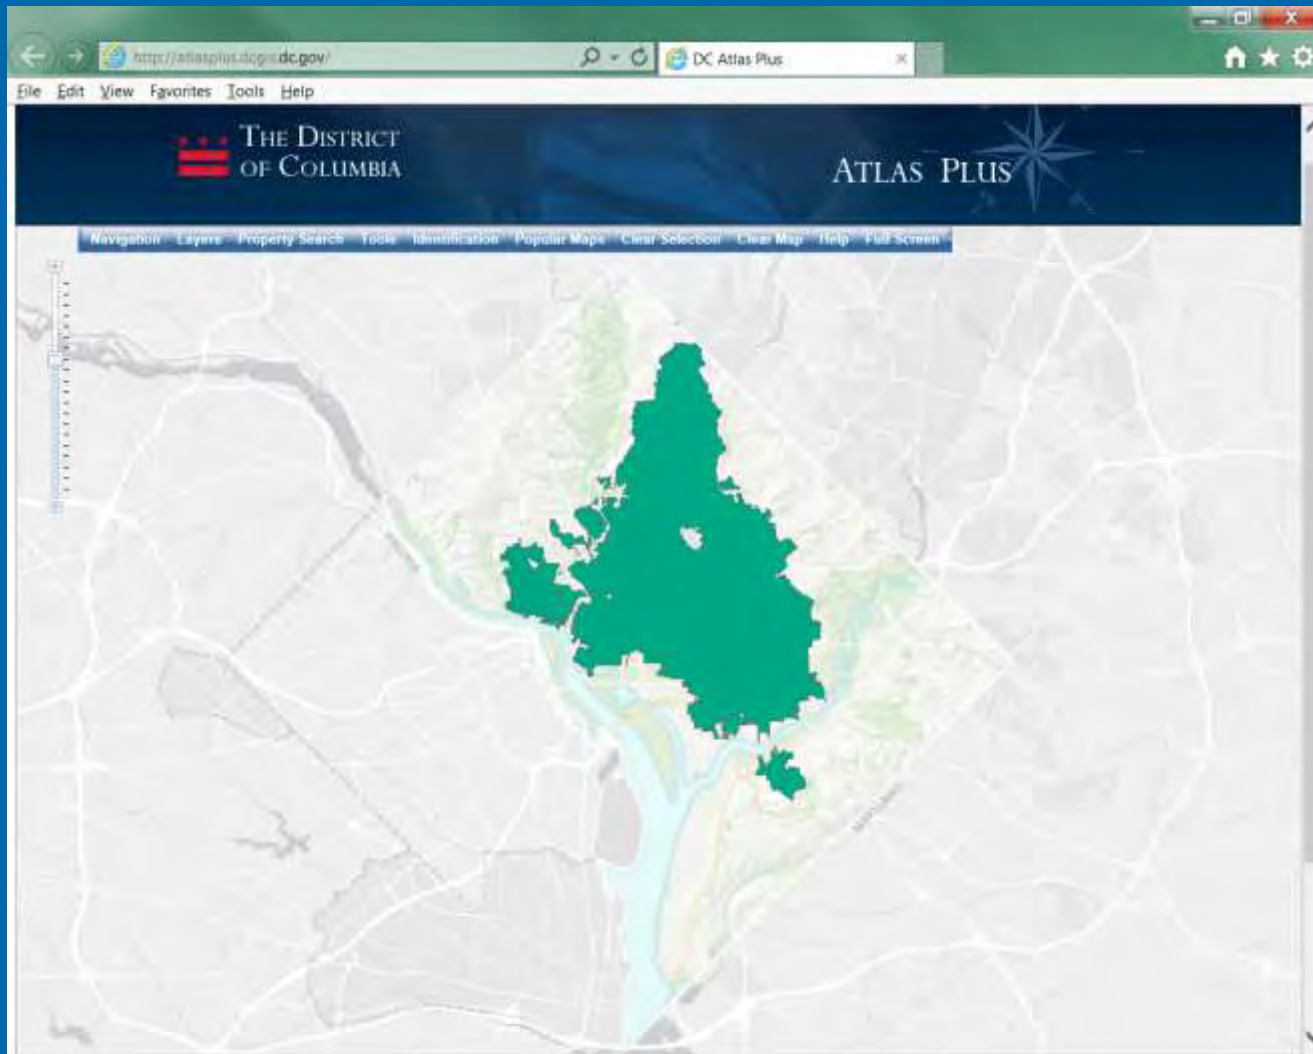 http://atlasplus.dcgis.dc.gov/
DC Atlas Plus
File Edit View Favorites Tools Help
THE DISTRICT
OF COLUMBIA
ATLAS PLUS
Navigation Layers Property Search Tools Identification Popular Maps Clear Selection Clear Map Help Full Screen